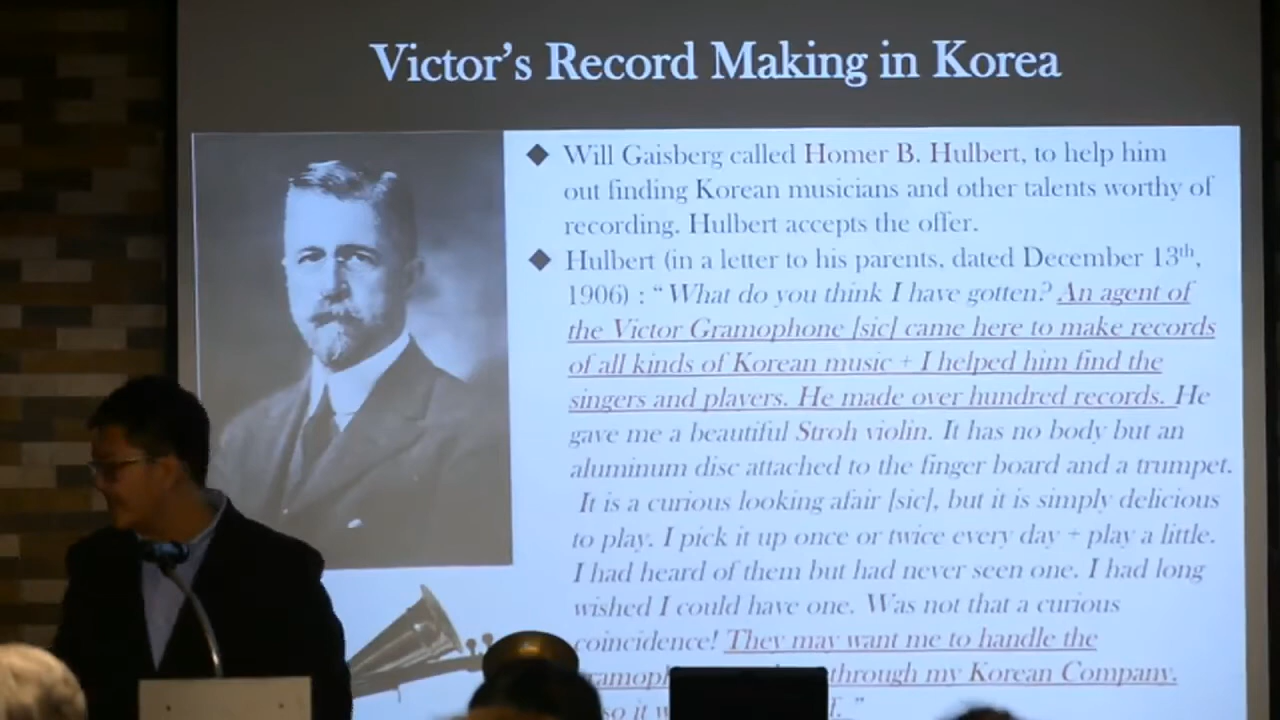 Victor's Record Making in Korea
Will Gaisberg called Homer B. Hulbert, to help him
out finding Korean musicians and other talents worthy of
recording. Hulbert accepts the offer.
Hulbert (in a letter to his parents, dated December 13th,
1906) : "What do you think I have gotten? An agent of
the Victor Gramophone [sic] came here to make records
of all kinds of Korean music + I helped him find the
singers and players. He made over hundred records. He
gave me a beautiful Stroh violin. It has no body but an
aluminum disc attached to the finger board and a trumpet.
It is a curious looking afair [sic], but it is simply delicious
to play. I pick it up once or twice every day + play a little.
I had heard of them but had never seen one. I had long
wished I could have one. Was not that a curious
coincidence! They may want me to handle the
through my Korean Company.
so it